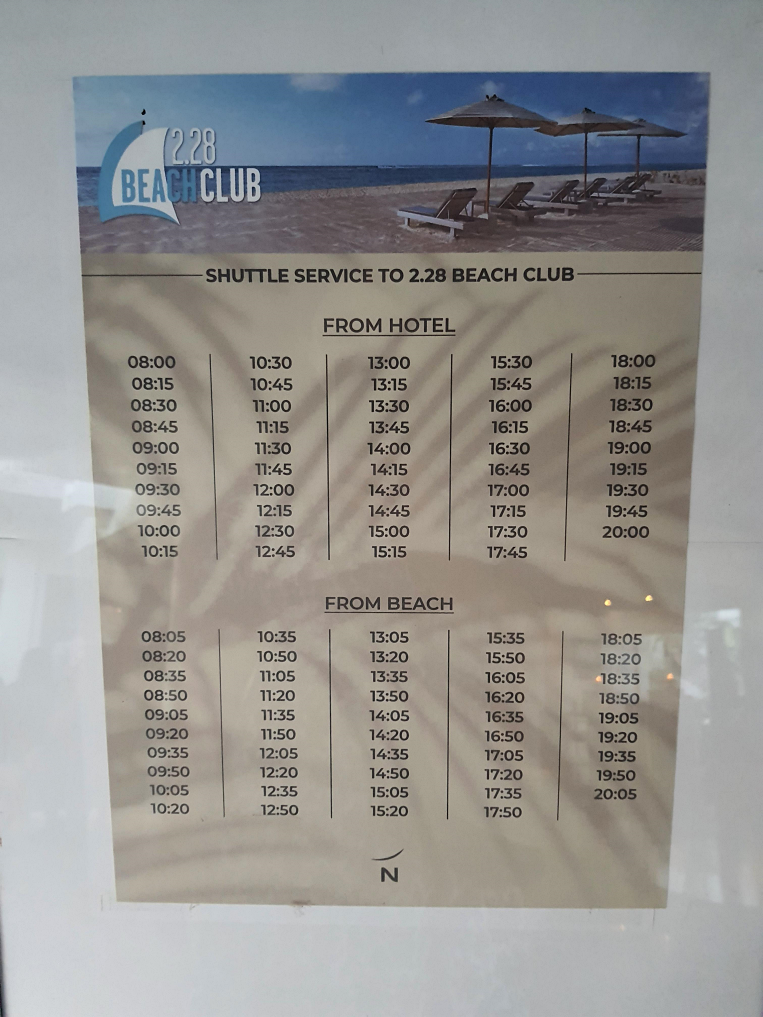 2.28
BEACHCLUB
SHUTTLE SERVICE TO 2.28 BEACH CLUB
FROM HOTEL
08:00 10:30 13:00 15:30 18:00
08:15 10:45 13:15 15:45 18:15
08:30 11:00 13:30 16:00 18:30
08:45 11:15 13:45 16:15 18:45
09:00 11:30 14:00 16:30 19:00
09:15 11:45 14:15 16:45 19:15
09:30 12:00 14:30 17:00 19:30
09:45 12:15 14:45 17:15 19:45
10:00 12:30 15:00 17:30 20:00
10:15 12:45 15:15 17:45
FROM BEACH
08:05 10:35 13:05 15:35 18:05
08:20 10:50 13:20 15:50 18:20
08:35 11:05 13:35 16:05 18:35
08:50 11:20 13:50 16:20 18:50
09:05 11:35 14:05 16:35 19:05
09:20 11:50 14:20 16:50 19:20
09:35 12:05 14:35 17:05 19:35
09:50 12:20 14:50 17:20 19:50
10:05 12:35 15:05 17:35 20:05
10:20 12:50 15:20 17:50
N